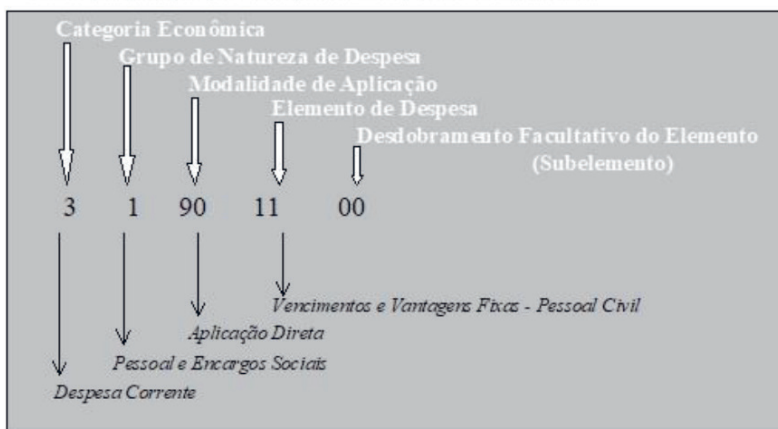 Categoria Econômica
Grupo de Natureza de Despesa
Modalidade de Aplicação
Elemento de Despesa
Desdobramento Facultativo do Elemento
(Subelemento)
3 1 90 11 00
Vencimentos e Vantagens Fixas - Pessoal Civil
Aplicação Direta
Pessoal e Encargos Sociais
Despesa Corrente